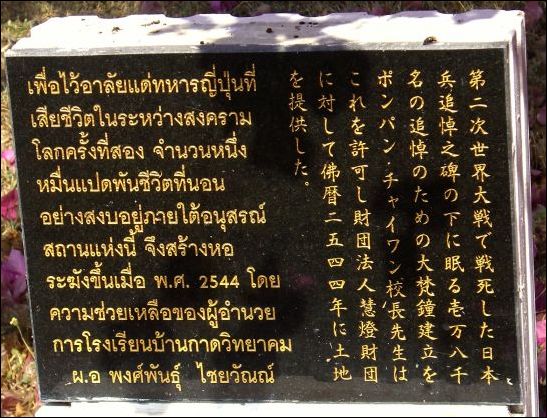 เพื่อไว้อาลัยแด่ทหารญี่ปุ่นที่
เสียชีวิตในระหว่างสงคราม
โลกครั้งที่สอง จำนวนหนึ่ง
หมื่นแปดพันชีวิตที่นอน
อย่างสงบอยู่ภายใต้อนุสรณ์
สถานแห่งนี้ จึงสร้างหอ
ระฆังขึ้นเมื่อ พ.ศ. 2544 โดย
ความช่วยเหลือของผู้อำนวย
การโรงเรียนบ้านกาดวิทยาคม
ผ.อ พงศ์พันธุ์ ไชยวัณณ์
第二次世界大戦で戦死した日本
兵追悼之碑の下に眠る壱万八千
名の追悼のための大梵鐘建立を
ポンパン・チャイワン校長先生は
これを許可し財団法人慧燈財団
に対して佛暦二五四四年に土地
を提供した。